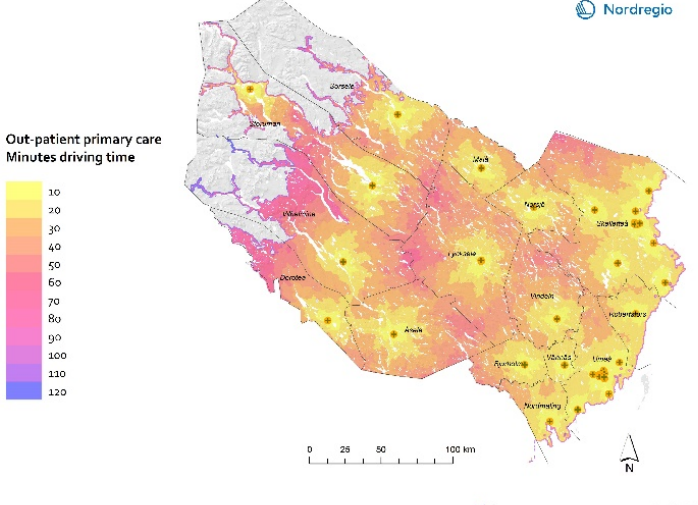 Nordregio
Out-patient primary care
Minutes driving time
10
20
30
40
50
60
70
80
90
100
110
120
Sorsele
Storuman
Malå
Norsjö
Skellefteå
Vilhelmina
Lycksele
Dorotea
Vindeln
Robertsfors
Åsele
Bjurholm
Vännäs
Umeå
Nordmaling
0 25 50 100 km
N